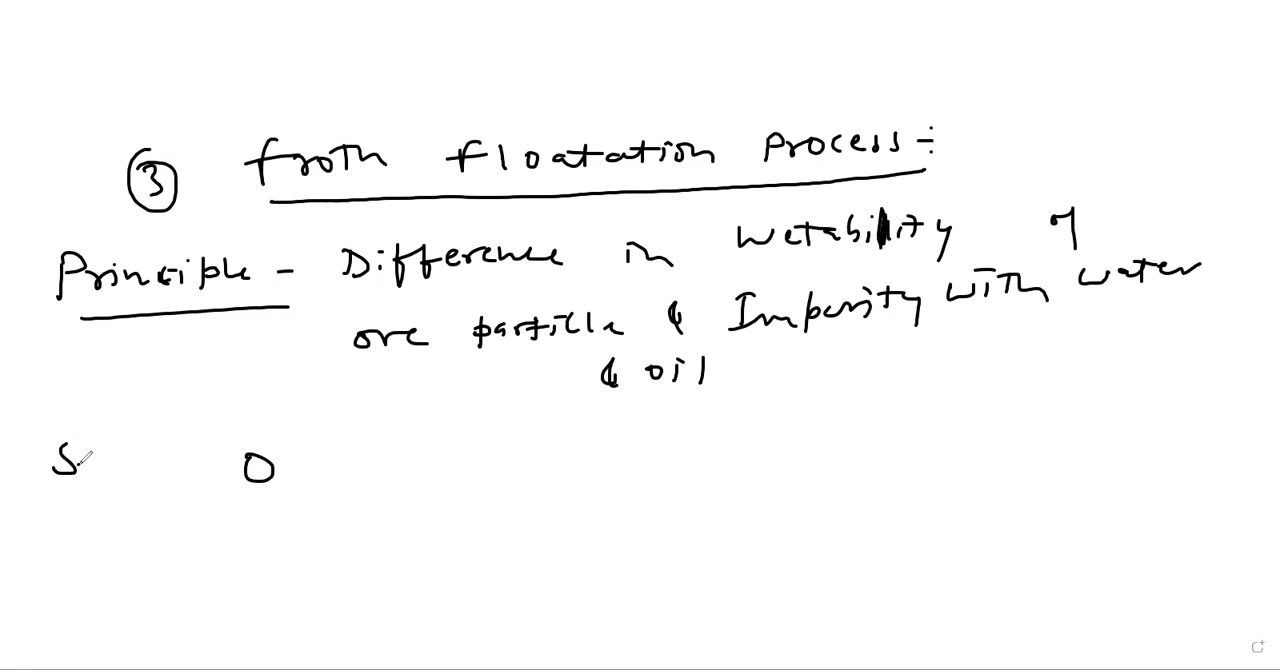 ③ froth floatation process -:
Principle - Difference in wetability of
ore particle & Impurity with water
& oil
S O